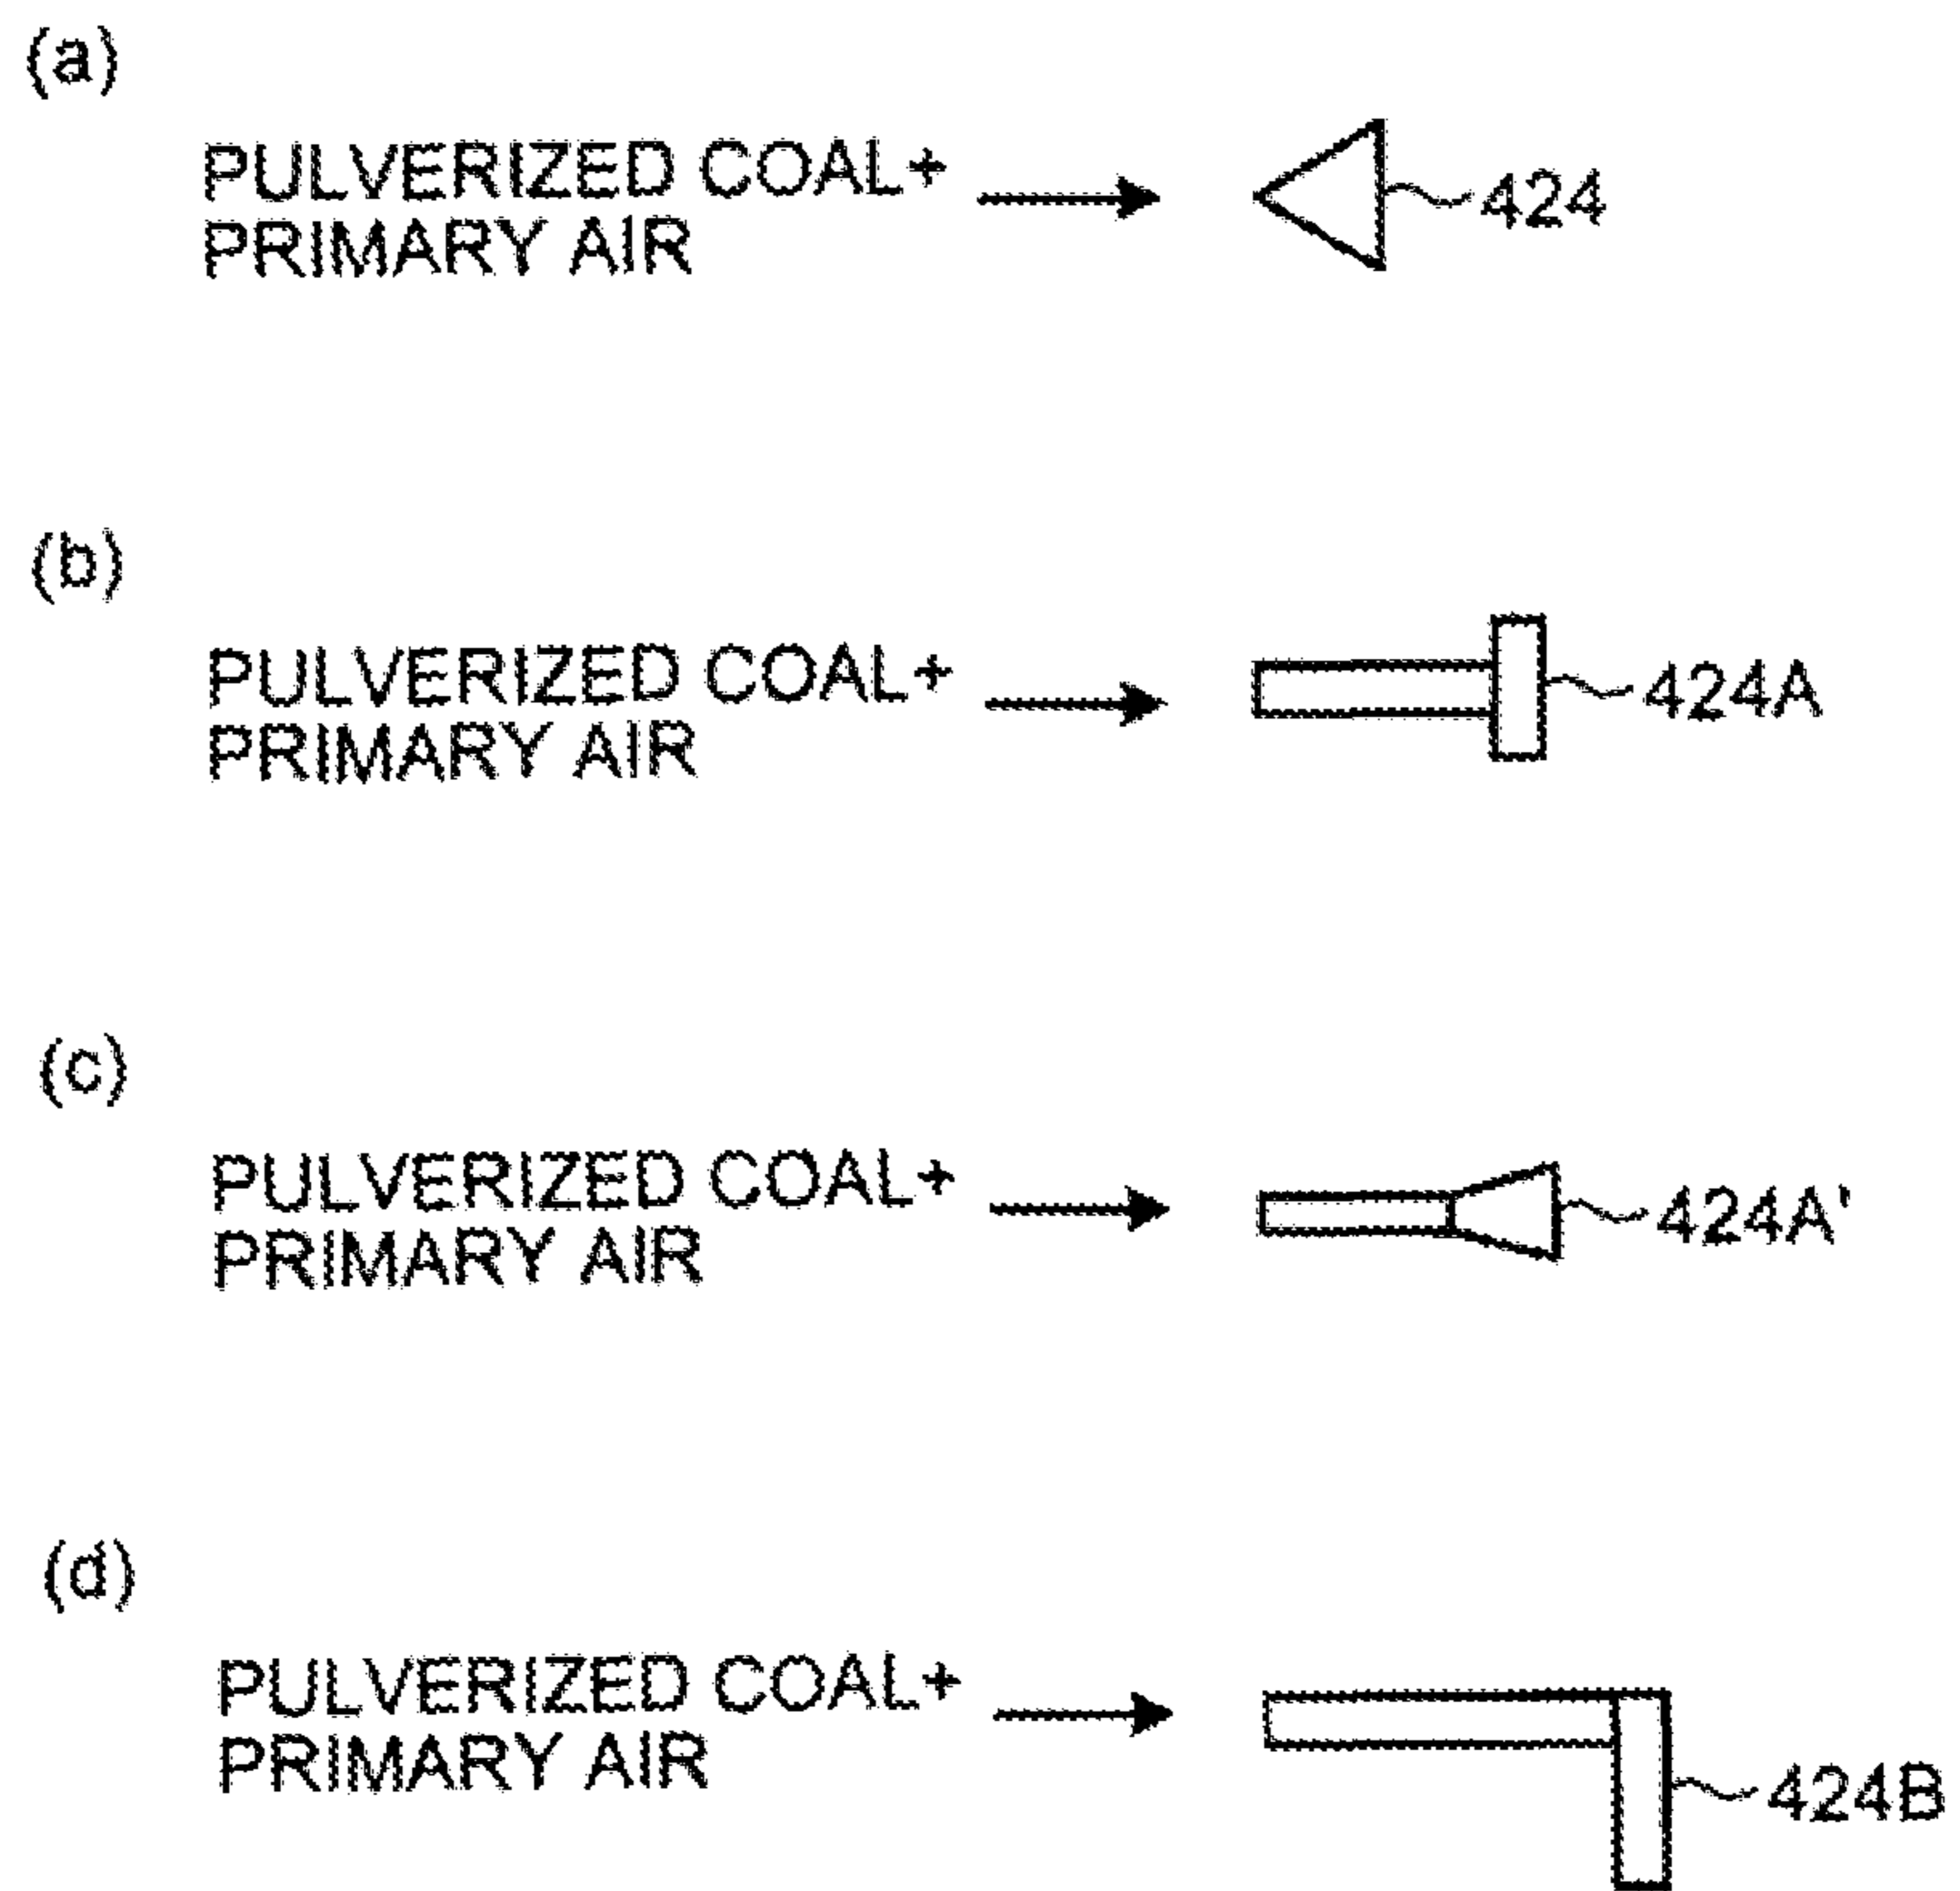 (a)
PULVERIZED COAL+
PRIMARY AIR
424
(b)
PULVERIZED COAL+
PRIMARY AIR
424A
(c)
PULVERIZED COAL+
PRIMARY AIR
424A'
(d)
PULVERIZED COAL+
PRIMARY AIR
424B